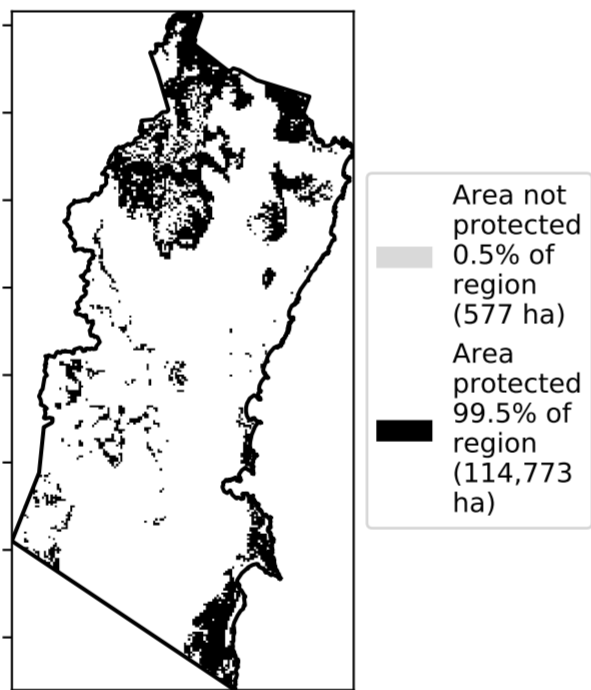 Area not
protected
0.5% of
region
(577 ha)
Area
protected
99.5% of
region
(114,773
ha)